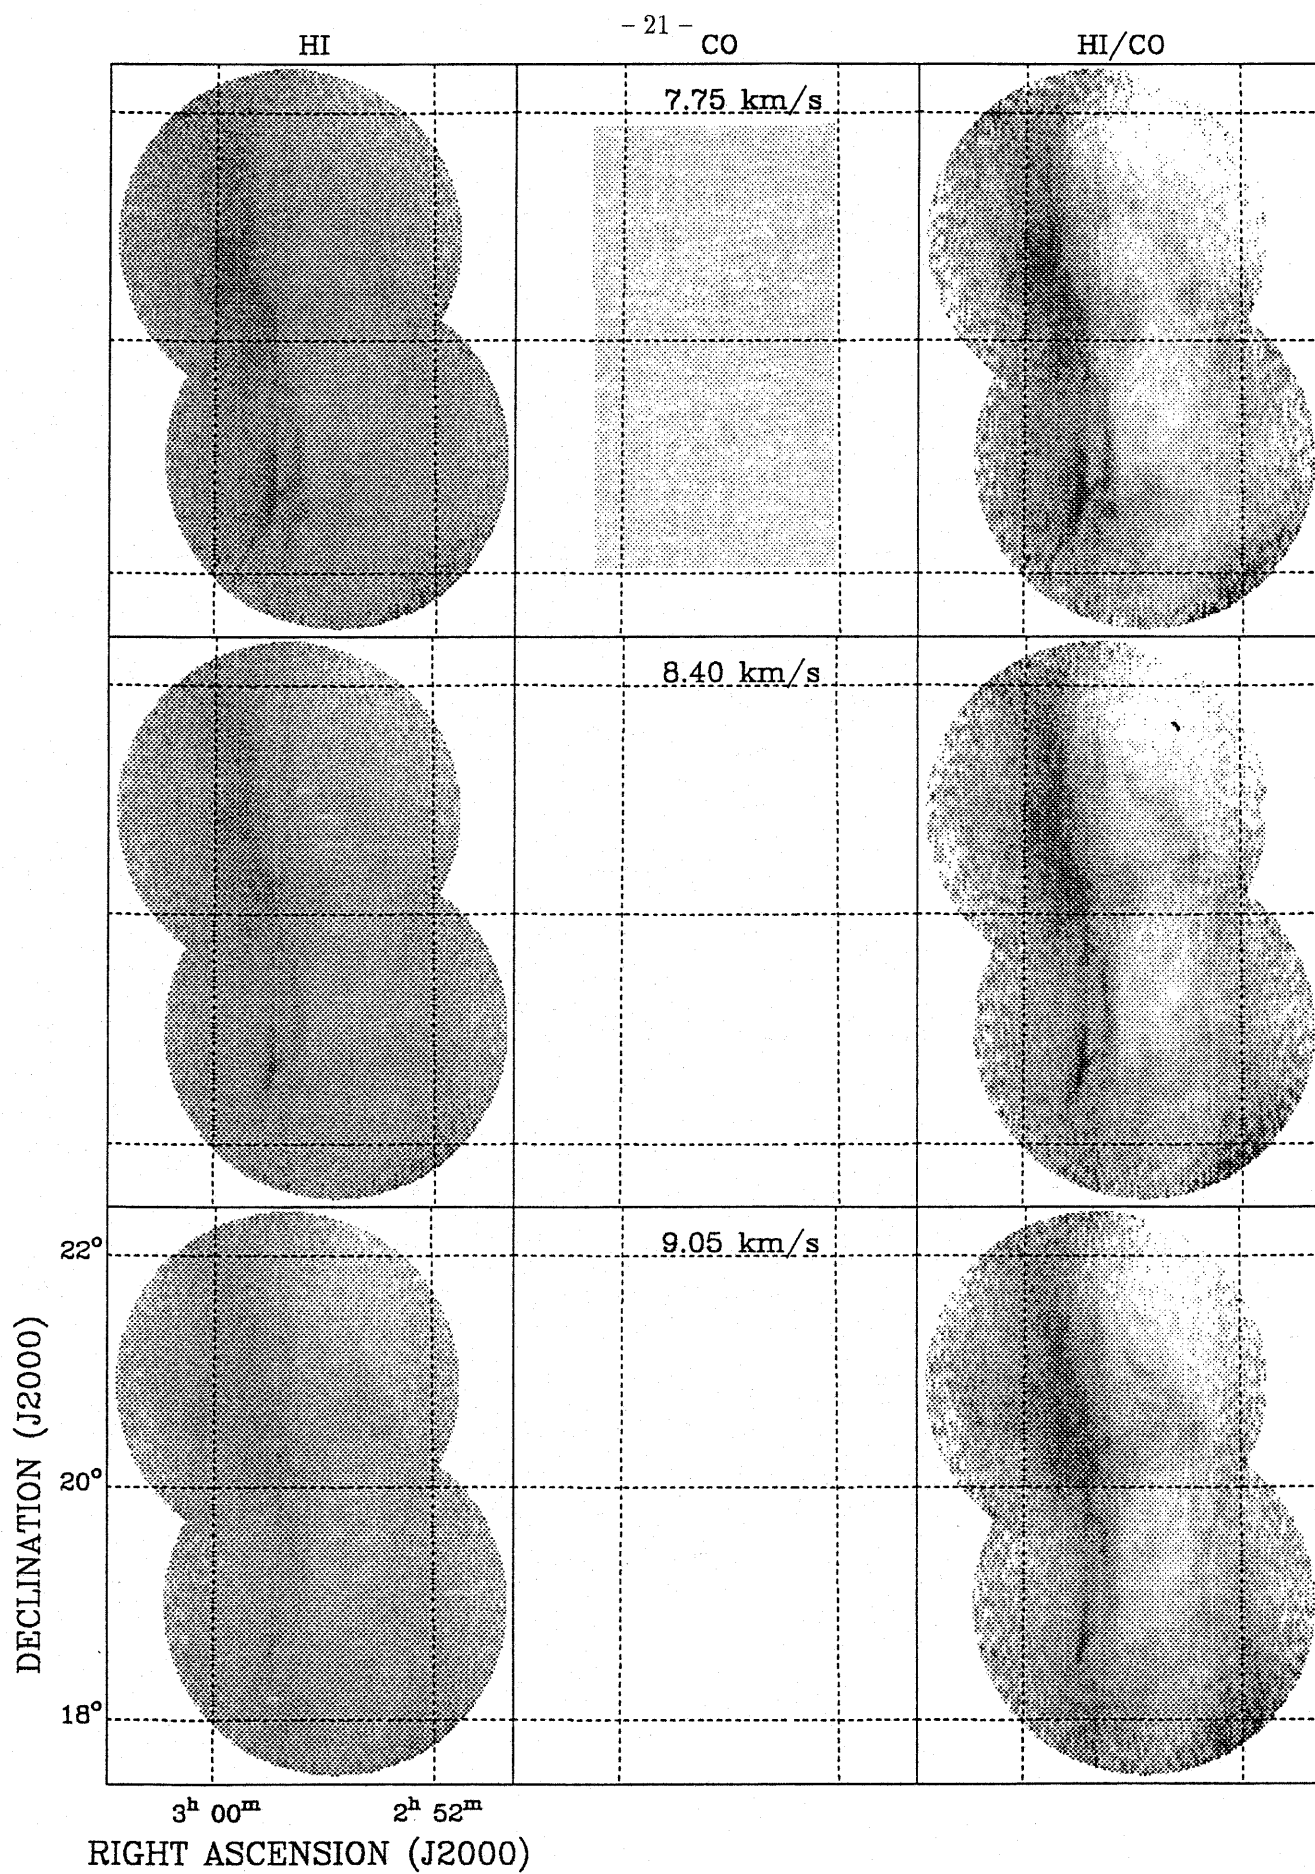 – 21 –
HI CO HI/CO
7.75 km/s
8.40 km/s
9.05 km/s
22°
20°
18°
DECLINATION (J2000)
3ʰ 00ᵐ 2ʰ 52ᵐ
RIGHT ASCENSION (J2000)